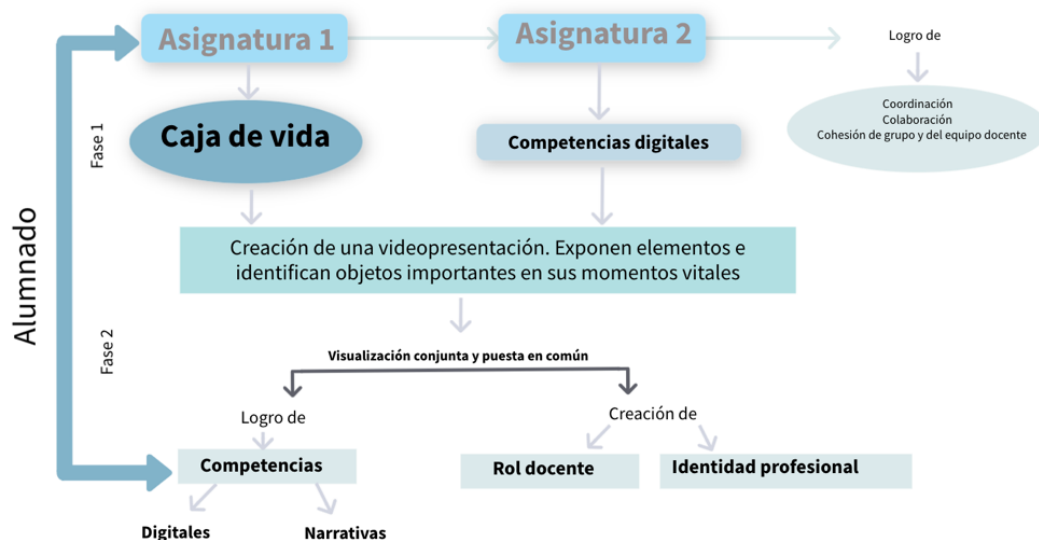 Asignatura 1
Asignatura 2
Logro de
Coordinación
Colaboración
Cohesión de grupo y del equipo docente
Alumnado
Fase 1
Caja de vida
Competencias digitales
Creación de una videopresentación. Exponen elementos e
identifican objetos importantes en sus momentos vitales
Fase 2
Visualización conjunta y puesta en común
Logro de
Creación de
Competencias
Rol docente
Identidad profesional
Digitales
Narrativas